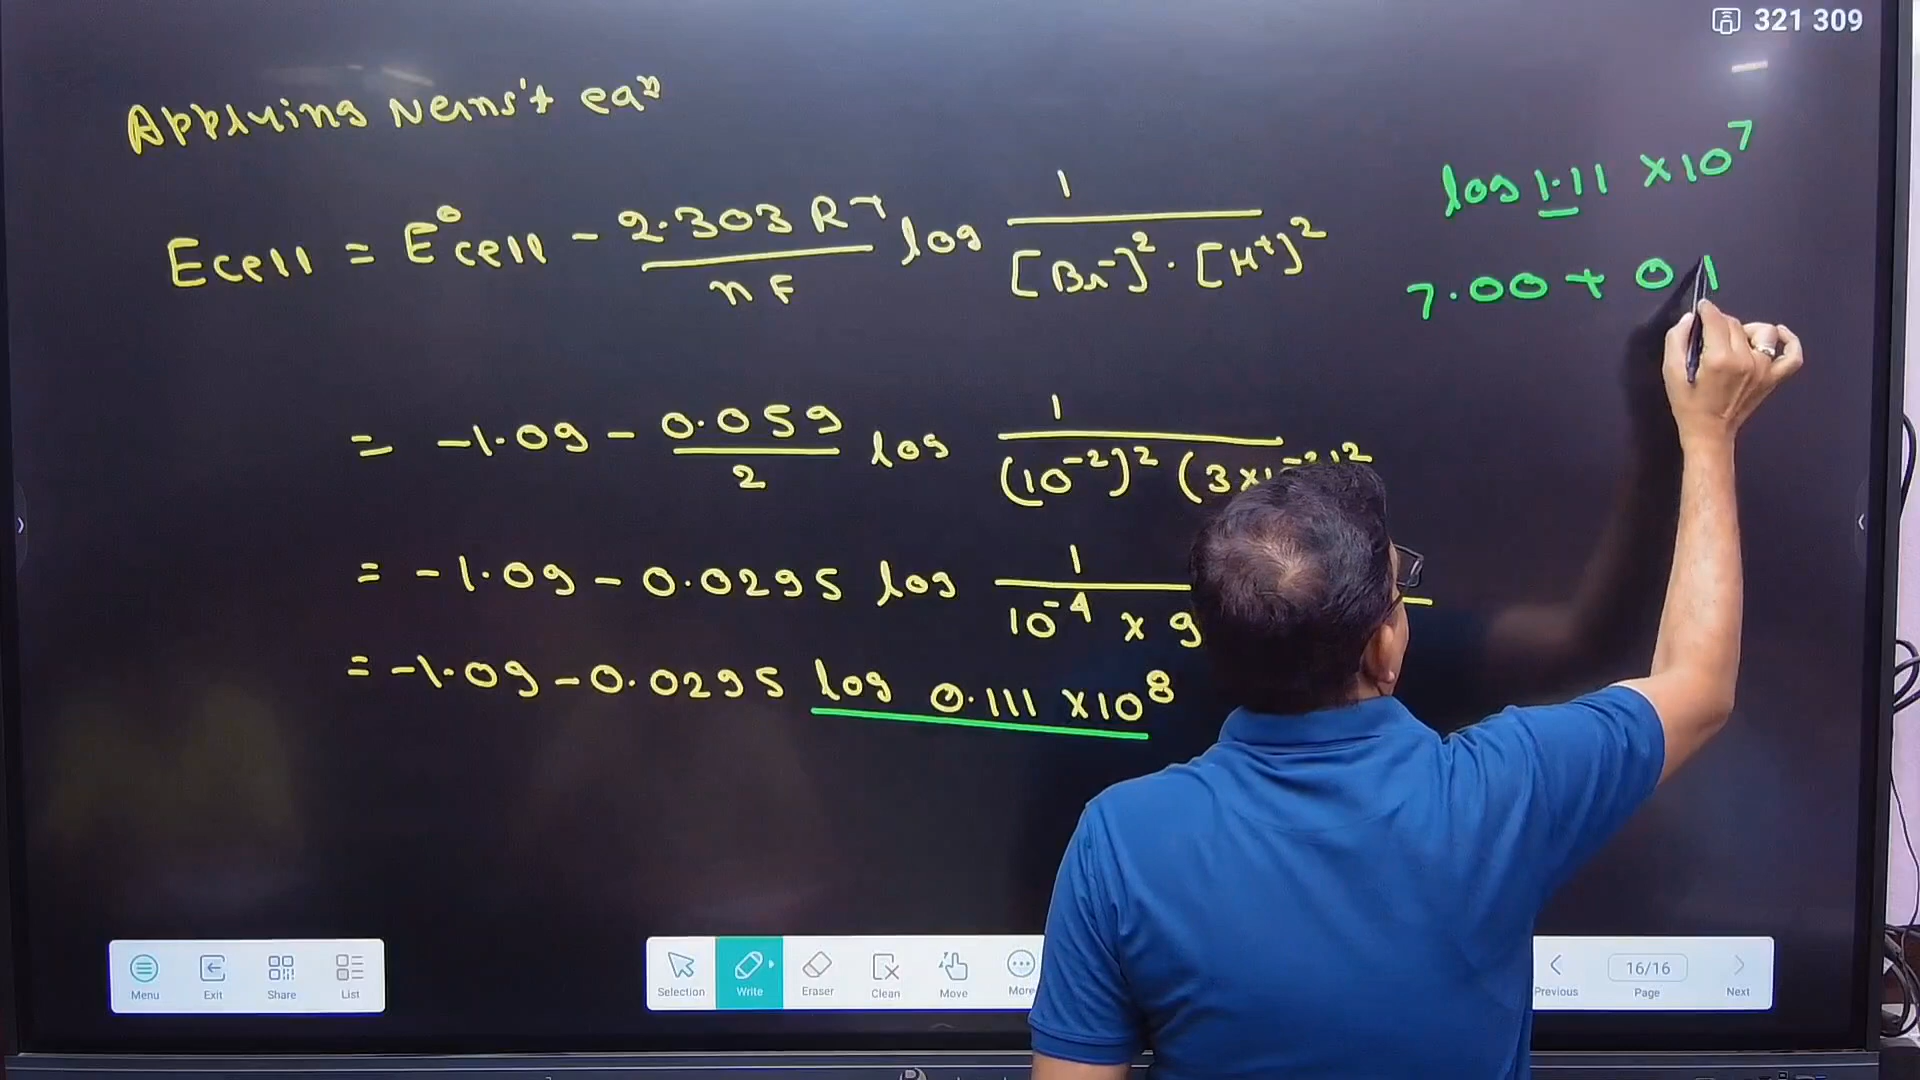 321 309
Applying Nerns't eqn
Ecell = E°cell - 2.303 RT / nF log 1 / [Br⁻]² · [H⁺]²
= -1.09 - 0.059 / 2 log 1 / (10⁻²)² (3×
= -1.09 - 0.0295 log 1 / 10⁻⁴ × 9
= -1.09 - 0.0295 log 0.111 ×10⁸
log 1.11 ×10⁷
7.00 + 0
Menu Exit Share List
Selection Write Eraser Clean Move More
Previous 16/16 Page Next